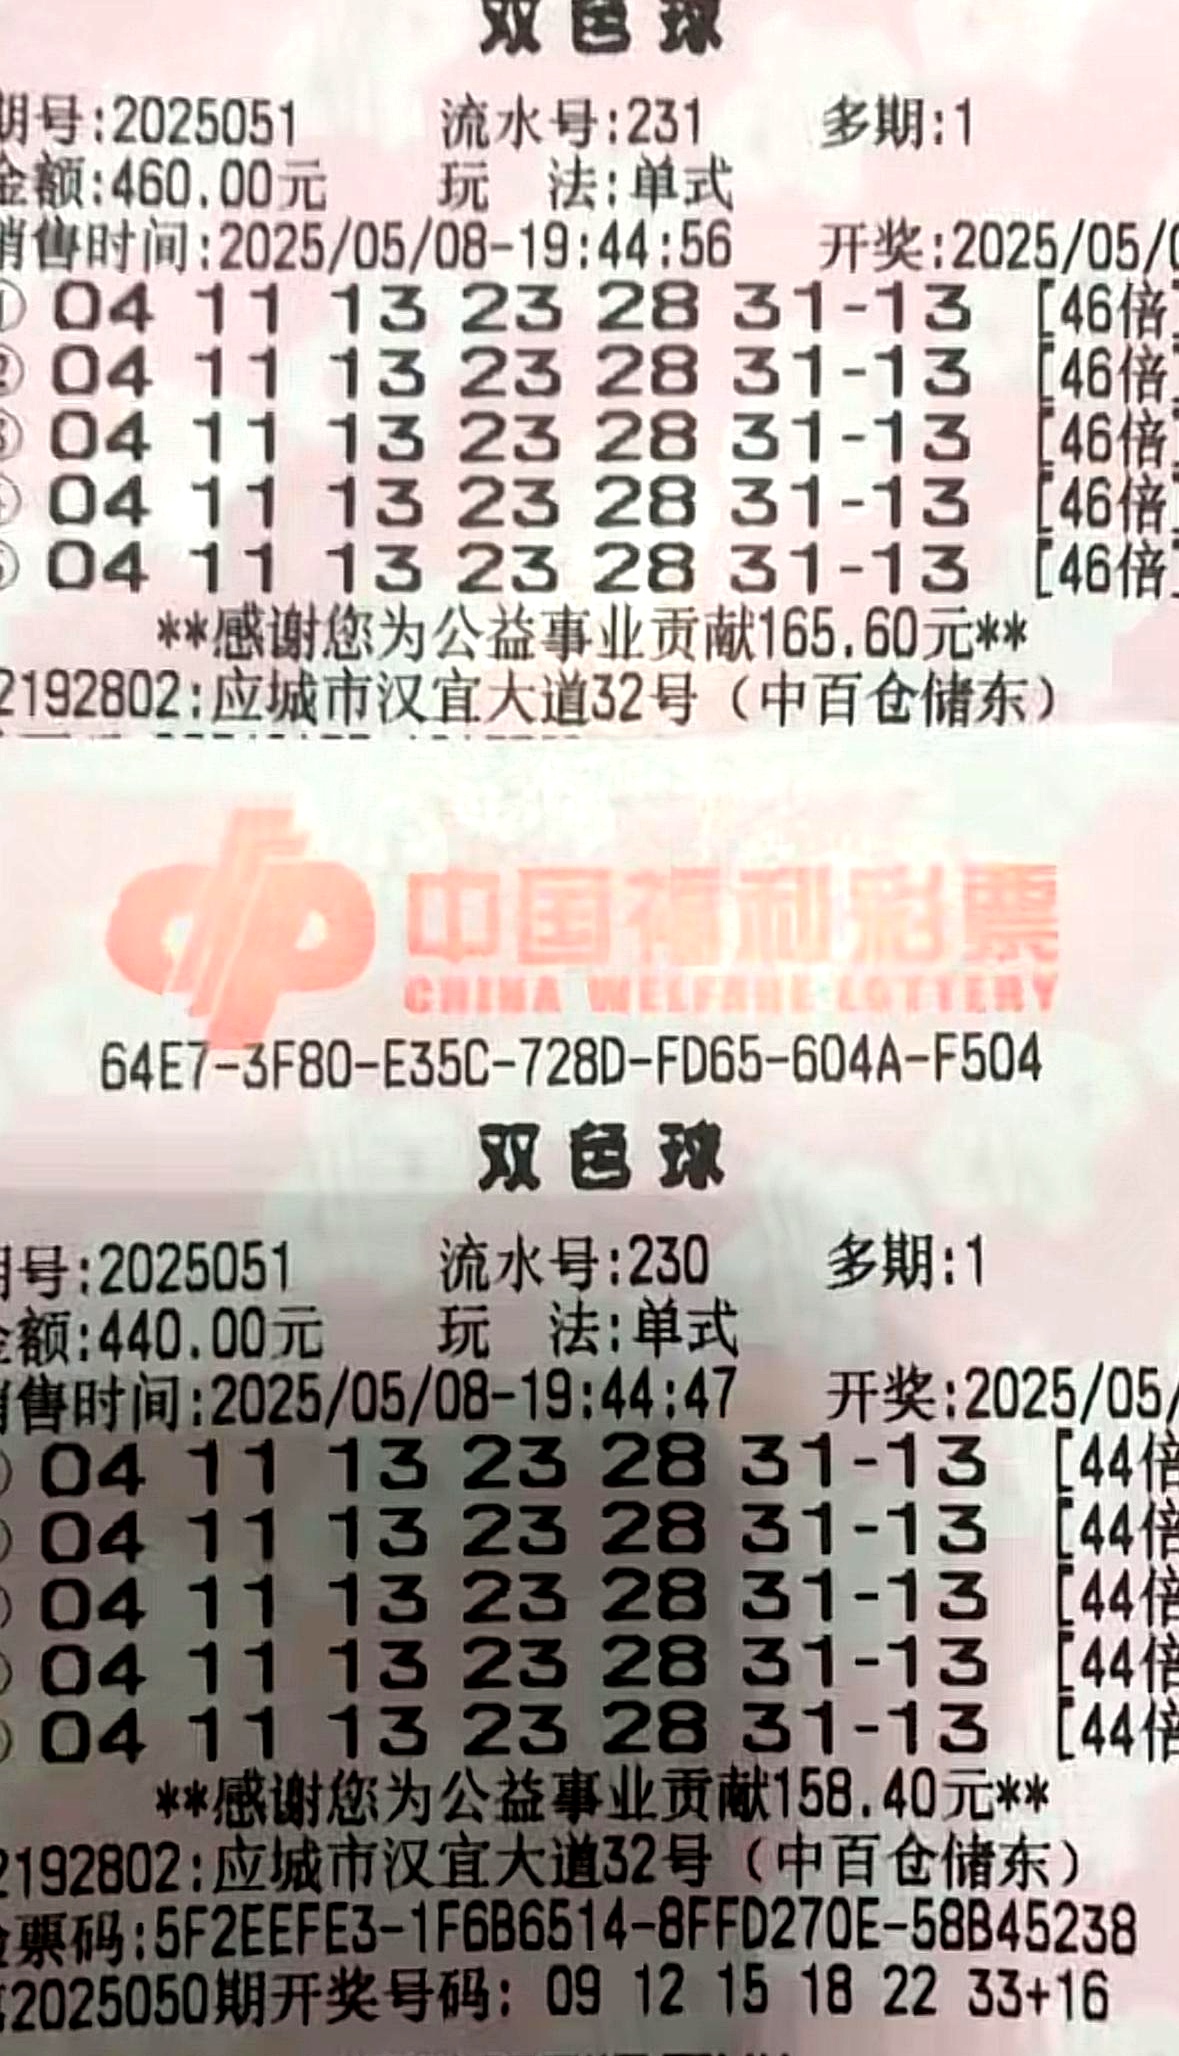 双色球
期号:2025051 流水号:231 多期:1
金额:460.00元 玩 法:单式
销售时间:2025/05/08-19:44:56 开奖:2025/05/0
① 04 11 13 23 28 31-13 [46倍]
② 04 11 13 23 28 31-13 [46倍]
③ 04 11 13 23 28 31-13 [46倍]
④ 04 11 13 23 28 31-13 [46倍]
⑤ 04 11 13 23 28 31-13 [46倍]
**感谢您为公益事业贡献165.60元**
2192802:应城市汉宜大道32号（中百仓储东）
中国福利彩票
CHINA WELFARE LOTTERY
64E7-3F80-E35C-728D-FD65-604A-F504
双色球
期号:2025051 流水号:230 多期:1
金额:440.00元 玩 法:单式
销售时间:2025/05/08-19:44:47 开奖:2025/05/
04 11 13 23 28 31-13 [44倍
04 11 13 23 28 31-13 [44倍
04 11 13 23 28 31-13 [44倍
04 11 13 23 28 31-13 [44倍
04 11 13 23 28 31-13 [44倍
**感谢您为公益事业贡献158.40元**
2192802:应城市汉宜大道32号（中百仓储东）
验票码:5F2EEFE3-1F6B6514-8FFD270E-58B45238
2025050期开奖号码: 09 12 15 18 22 33+16